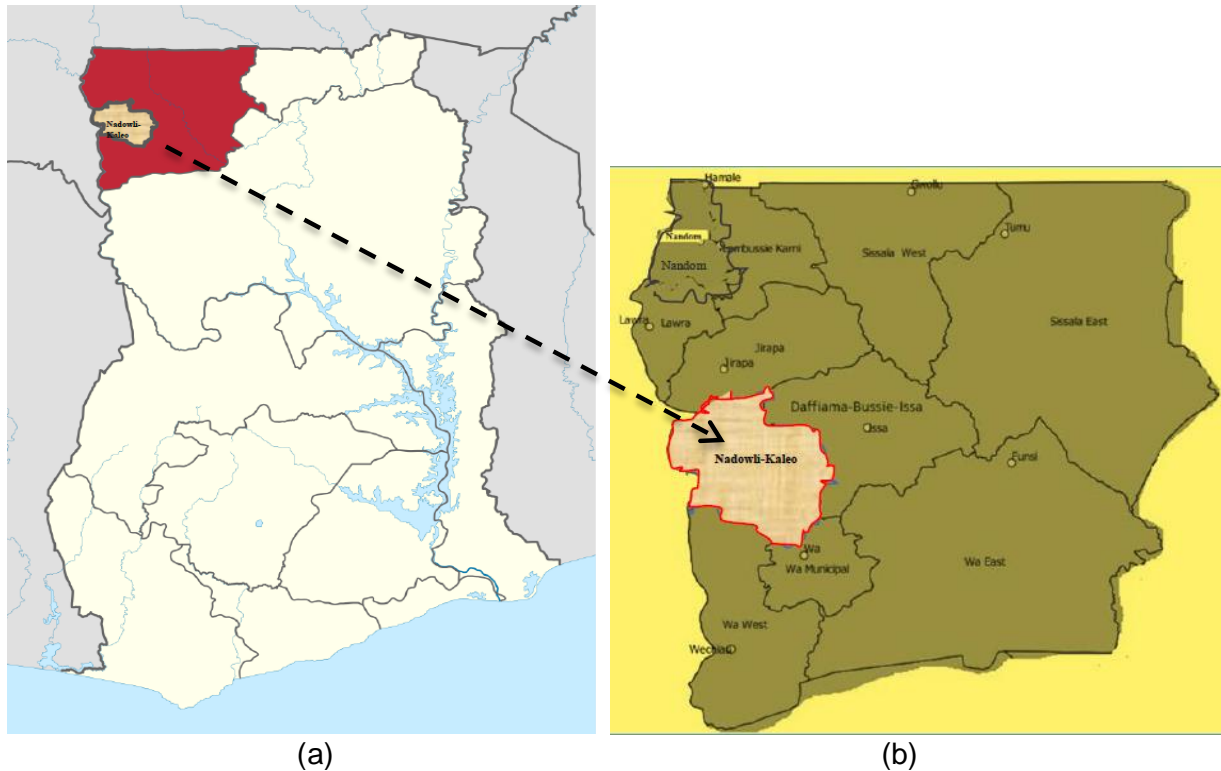 Nadowli-
Kaleo
(a)
Hamale
Gwollu
Nandom
Tumu
Lambussie Karni
Sissala West
Nandom
Lawra
Lawra
Sissala East
Jirapa
Jirapa
Daffiama-Bussie-Issa
Issa
Nadowli-Kaleo
Funsi
Wa
Wa Municipal
Wa East
Wa West
Wechiau
(b)